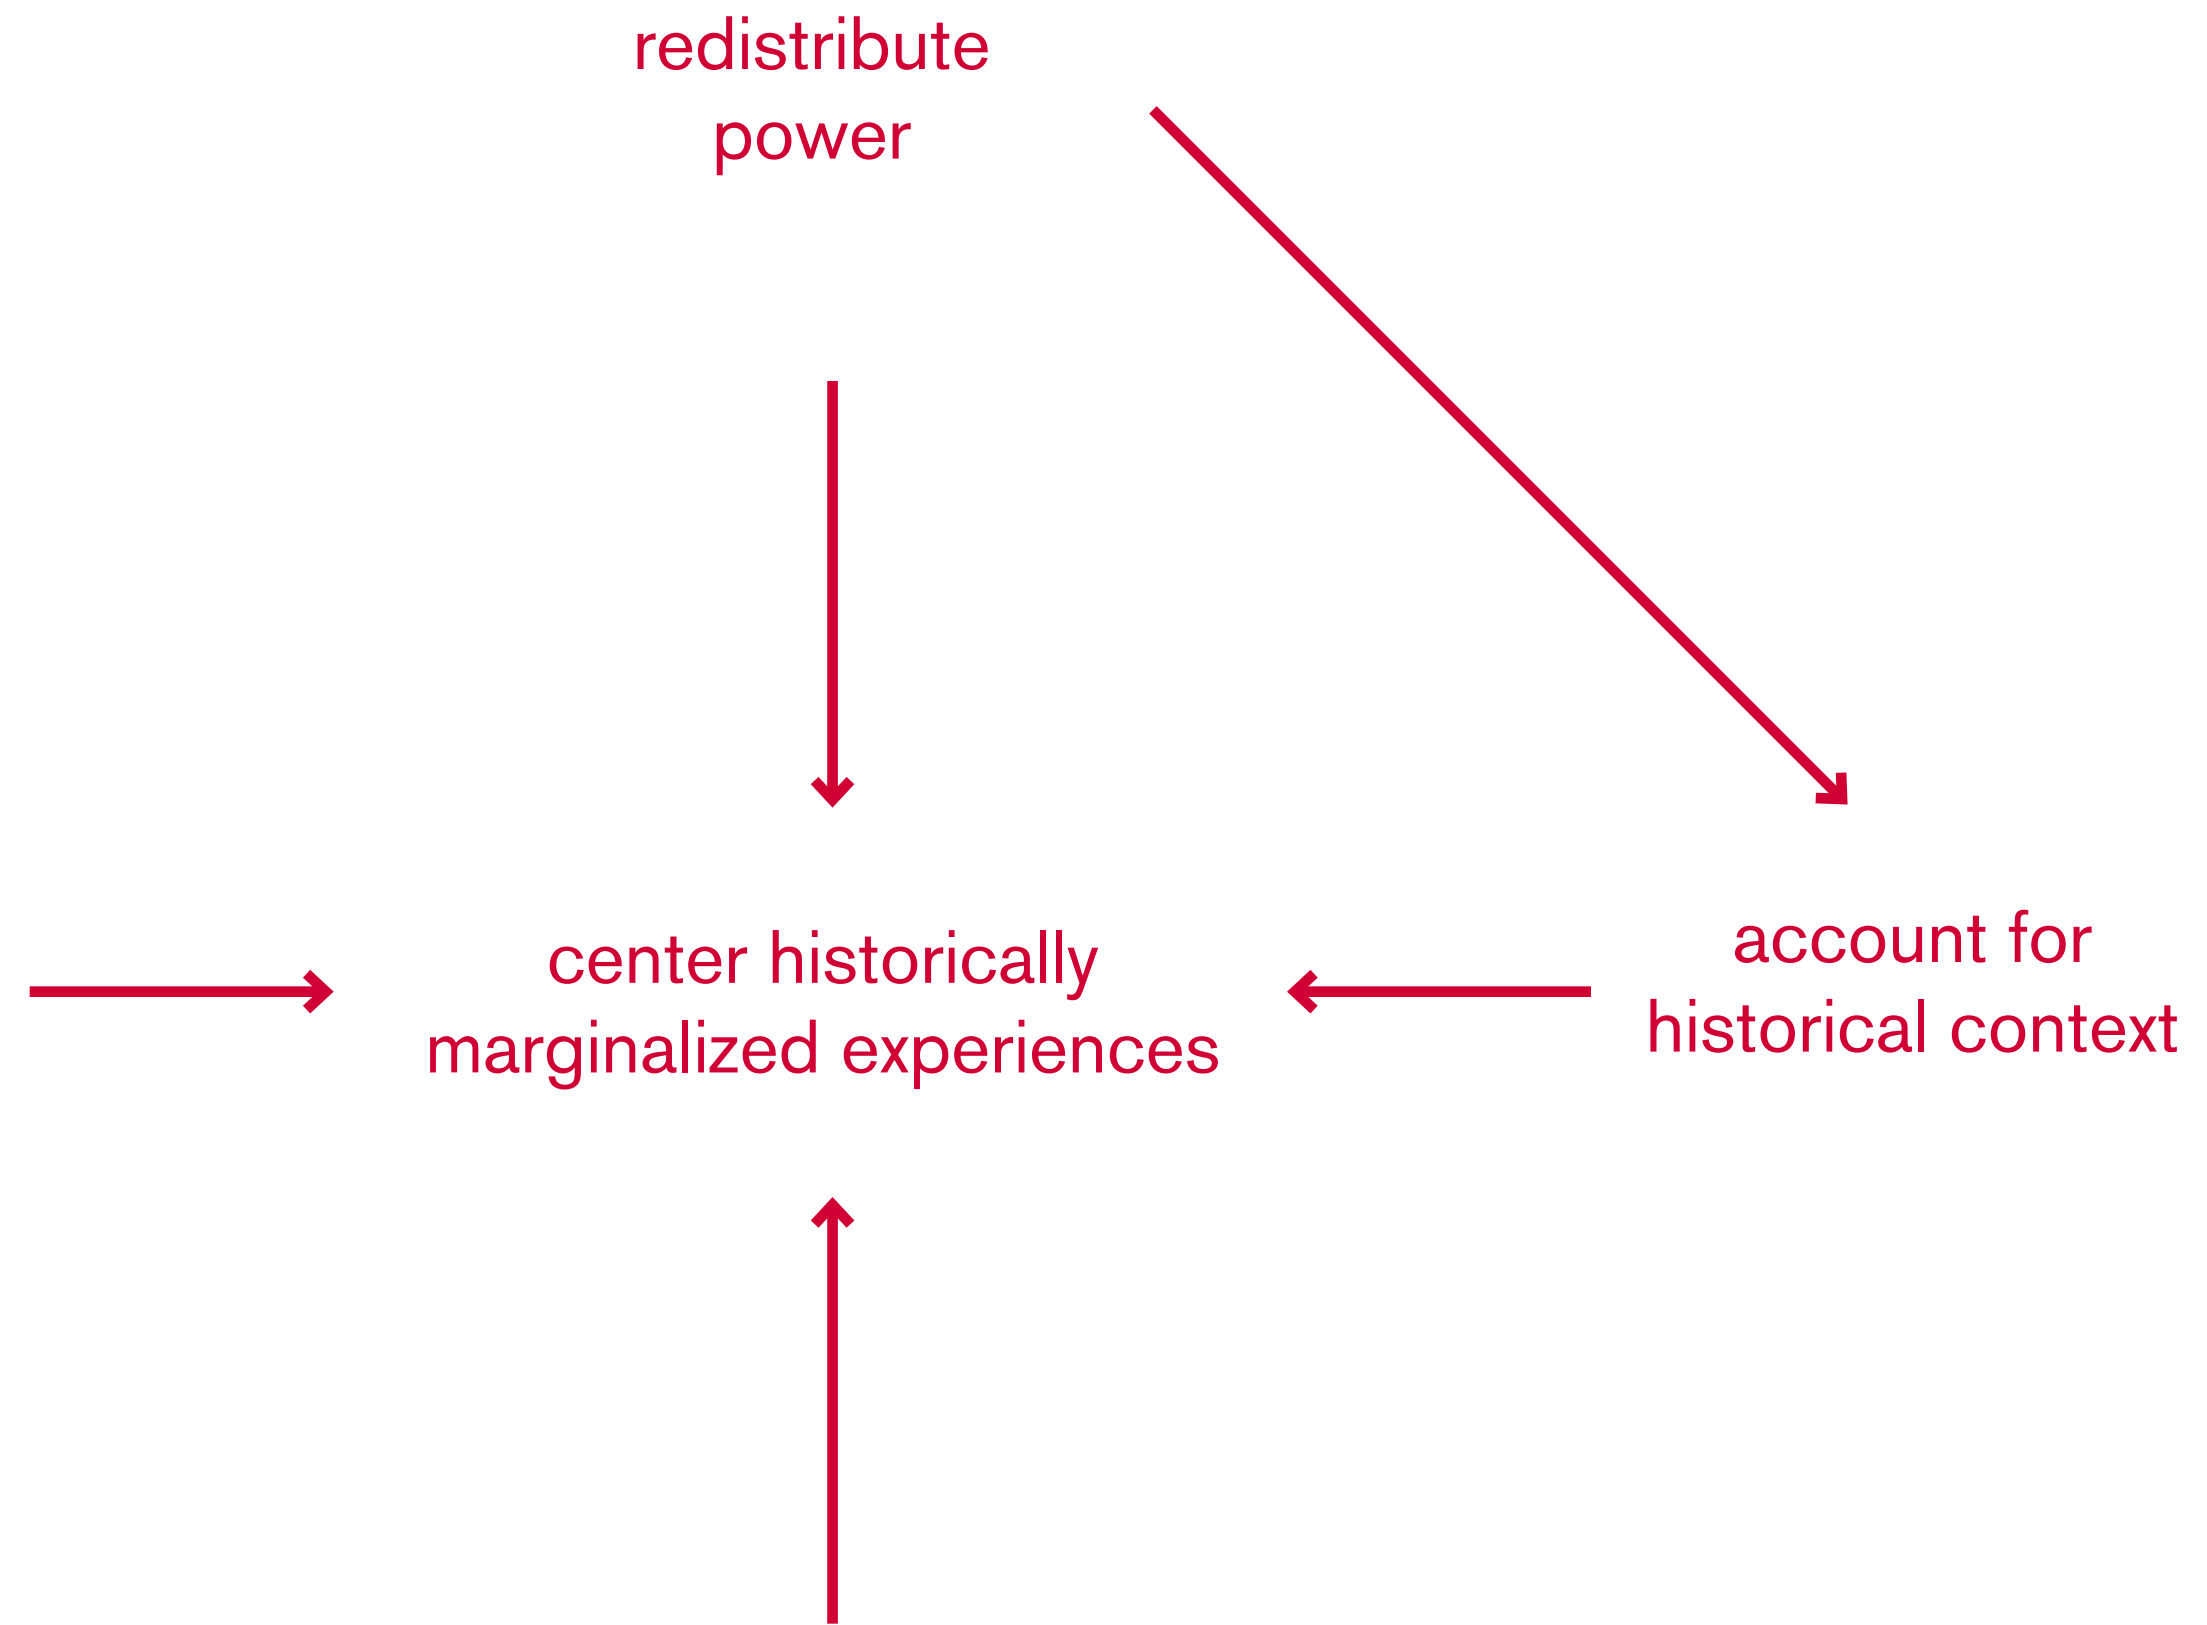 redistribute
power
center historically
marginalized experiences
account for
historical context